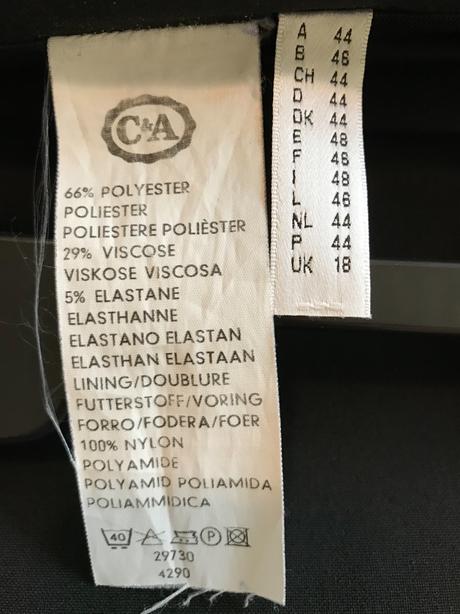 C&A
66% POLYESTER
POLIESTER
POLIESTERE POLIÈSTER
29% VISCOSE
VISKOSE VISCOSA
5% ELASTANE
ELASTHANNE
ELASTANO ELASTAN
ELASTHAN ELASTAAN
LINING/DOUBLURE
FUTTERSTOFF/VORING
FORRO/FODERA/FOER
100% NYLON
POLYAMIDE
POLYAMID POLIAMIDA
POLIAMMIDICA
40 P
29730
4290
A 44
B 46
CH 44
D 44
DK 44
E 48
F 46
I 48
L 46
NL 44
P 44
UK 18